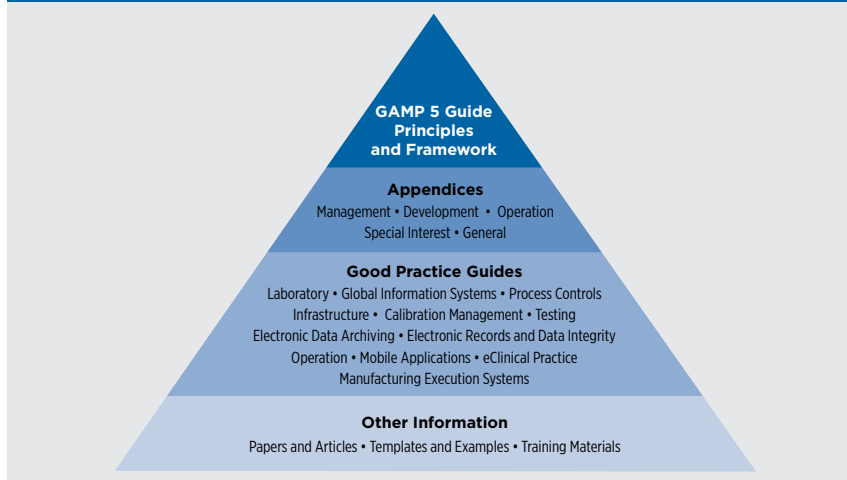 GAMP 5 Guide
Principles
and Framework
Appendices
Management • Development • Operation
Special Interest • General
Good Practice Guides
Laboratory • Global Information Systems • Process Controls
Infrastructure • Calibration Management • Testing
Electronic Data Archiving • Electronic Records and Data Integrity
Operation • Mobile Applications • eClinical Practice
Manufacturing Execution Systems
Other Information
Papers and Articles • Templates and Examples • Training Materials